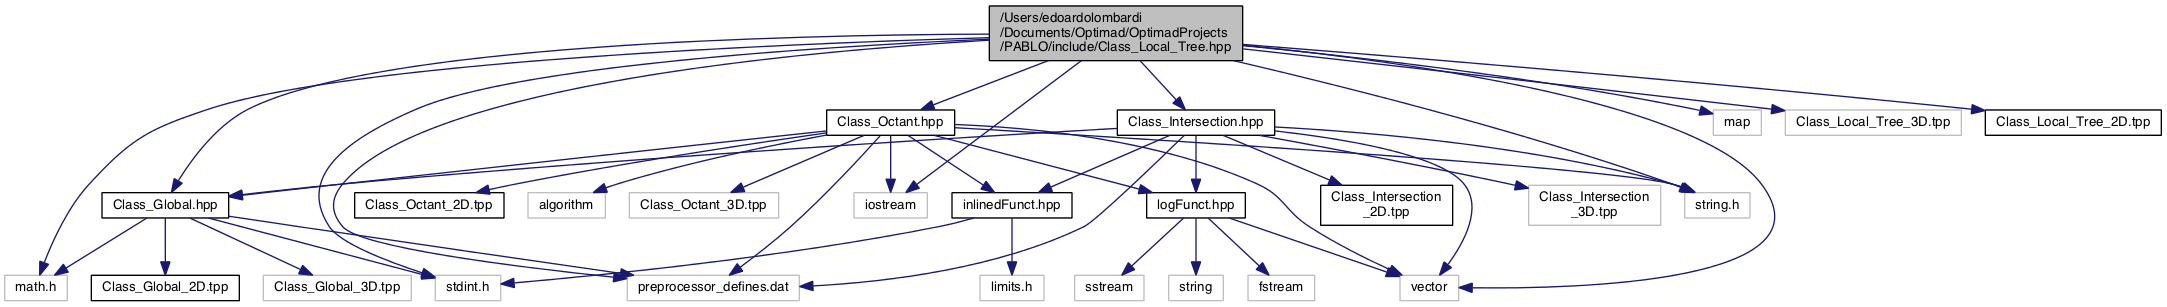 /Users/edoardolombardi
/Documents/Optimad/OptimadProjects
/PABLO/include/Class_Local_Tree.hpp
Class_Octant.hpp
Class_Intersection.hpp
map
Class_Local_Tree_3D.tpp
Class_Local_Tree_2D.tpp
Class_Global.hpp
Class_Octant_2D.tpp
algorithm
Class_Octant_3D.tpp
iostream
inlinedFunct.hpp
logFunct.hpp
Class_Intersection
_2D.tpp
Class_Intersection
_3D.tpp
string.h
math.h
Class_Global_2D.tpp
Class_Global_3D.tpp
stdint.h
preprocessor_defines.dat
limits.h
sstream
string
fstream
vector